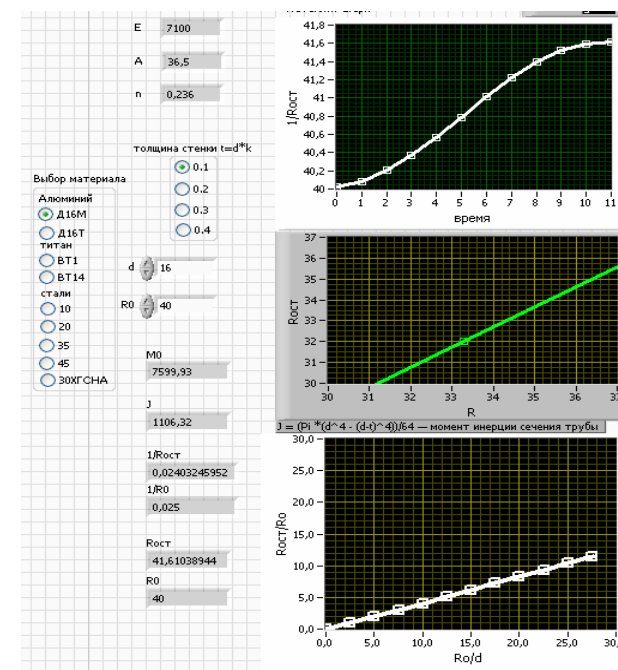 E
7100
A
36,5
n
0,236
толщина стенки t=d*k
0.1
0.2
0.3
0.4
Выбор материала
Алюминий
Д16М
Д16Т
титан
ВТ1
ВТ14
стали
10
20
35
45
30ХГСНА
d
16
R0
40
M0
7599,93
J
1106,32
1/Rост
0,02403245952
1/R0
0,025
Rост
41,61038944
R0
40
41,8
41,6
41,4
41,2
41
40,8
40,6
40,4
40,2
40
1/Rост
0 1 2 3 4 5 6 7 8 9 10 11
время
37
36
35
34
33
32
31
30
Rост
30 31 32 33 34 35 36 37
R
J = (Pi *(d^4 - (d-t)^4))/64 — момент инерции сечения трубы
30,0
25,0
20,0
15,0
10,0
5,0
0,0
Rост/Ro
0,0 5,0 10,0 15,0 20,0 25,0 30,
Ro/d